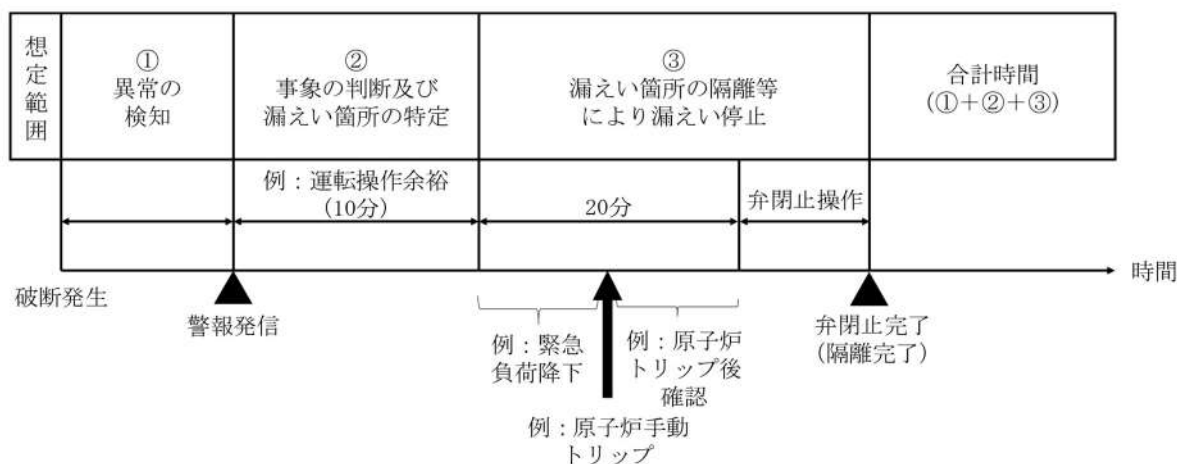 想定範囲
①
異常の
検知
②
事象の判断及び
漏えい箇所の特定
③
漏えい箇所の隔離等
により漏えい停止
合計時間
(①+②+③)
例：運転操作余裕
(10分)
20分
弁閉止操作
時間
破断発生
警報発信
例：緊急
負荷降下
例：原子炉
トリップ後
確認
弁閉止完了
(隔離完了)
例：原子炉手動
トリップ